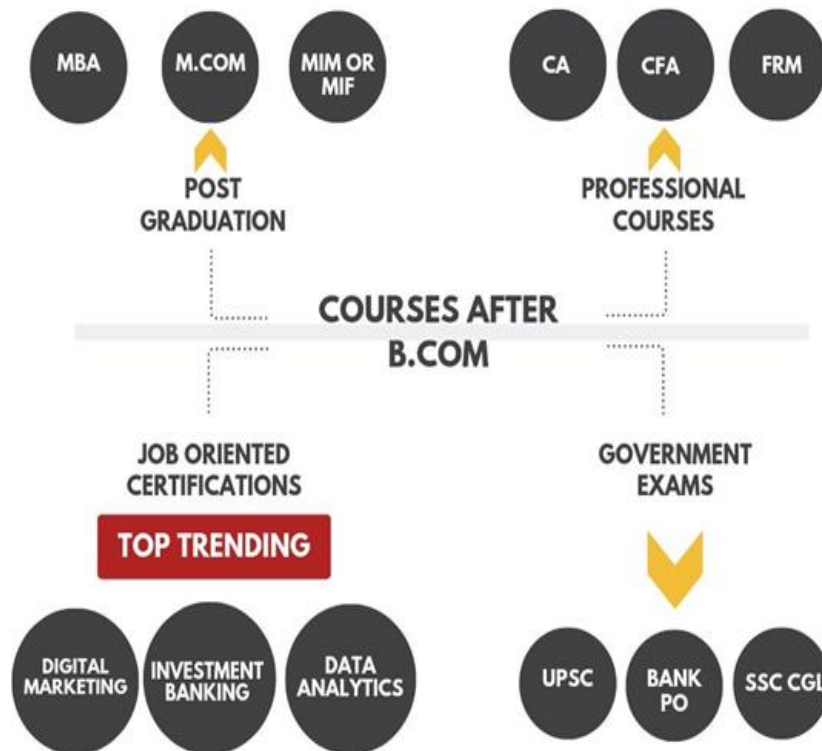 MBA
M.COM
MIM OR
MIF
CA
CFA
FRM
POST
GRADUATION
PROFESSIONAL
COURSES
COURSES AFTER
B.COM
JOB ORIENTED
CERTIFICATIONS
TOP TRENDING
GOVERNMENT
EXAMS
DIGITAL
MARKETING
INVESTMENT
BANKING
DATA
ANALYTICS
UPSC
BANK
PO
SSC CGL